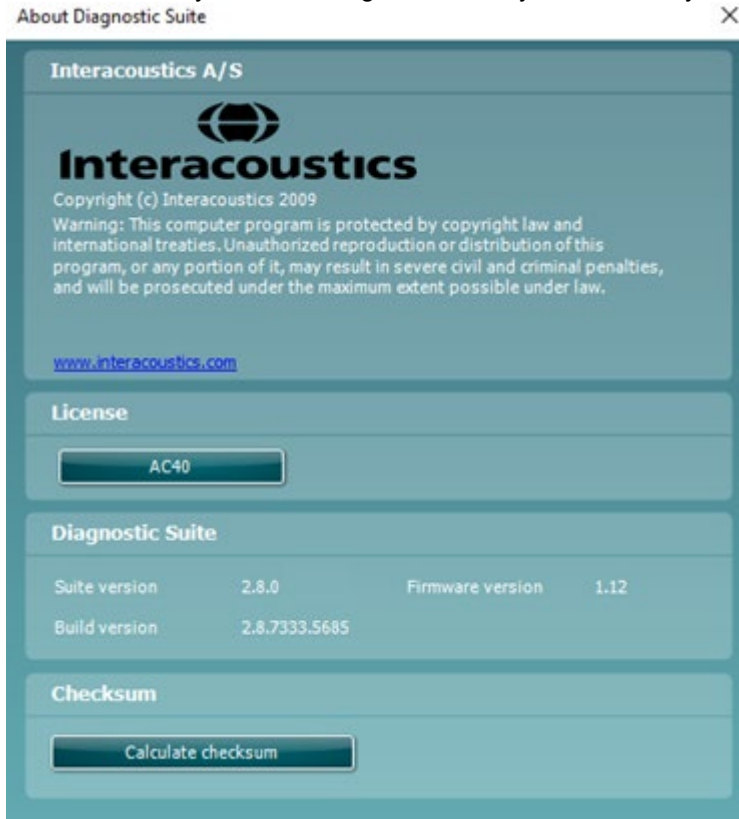 About Diagnostic Suite
Interacoustics A/S
Interacoustics
Copyright (c) Interacoustics 2009
Warning: This computer program is protected by copyright law and
international treaties. Unauthorized reproduction or distribution of this
program, or any portion of it, may result in severe civil and criminal penalties,
and will be prosecuted under the maximum extent possible under law.
www.interacoustics.com
License
AC40
Diagnostic Suite
Suite version 2.8.0 Firmware version 1.12
Build version 2.8.7333.5685
Checksum
Calculate checksum